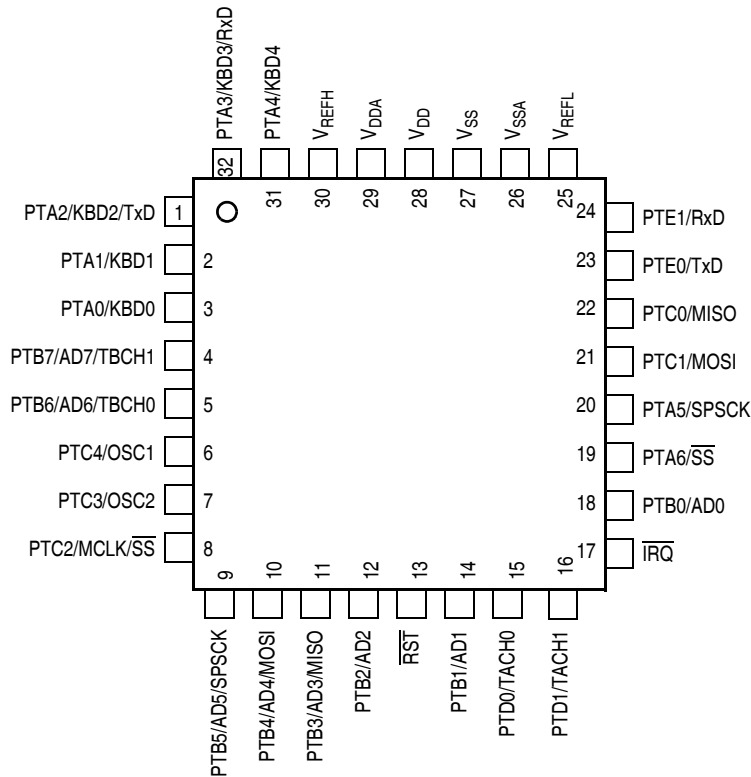 PTA3/KBD3/RxD
PTA4/KBD4
VREFH
VDDA
VDD
VSS
VSSA
VREFL
32
31
30
29
28
27
26
25
PTA2/KBD2/TxD 1
PTA1/KBD1 2
PTA0/KBD0 3
PTB7/AD7/TBCH1 4
PTB6/AD6/TBCH0 5
PTC4/OSC1 6
PTC3/OSC2 7
PTC2/MCLK/S̅S̅ 8
24 PTE1/RxD
23 PTE0/TxD
22 PTC0/MISO
21 PTC1/MOSI
20 PTA5/SPSCK
19 PTA6/S̅S̅
18 PTB0/AD0
17 I̅R̅Q̅
9
10
11
12
13
14
15
16
PTB5/AD5/SPSCK
PTB4/AD4/MOSI
PTB3/AD3/MISO
PTB2/AD2
R̅S̅T̅
PTB1/AD1
PTD0/TACH0
PTD1/TACH1